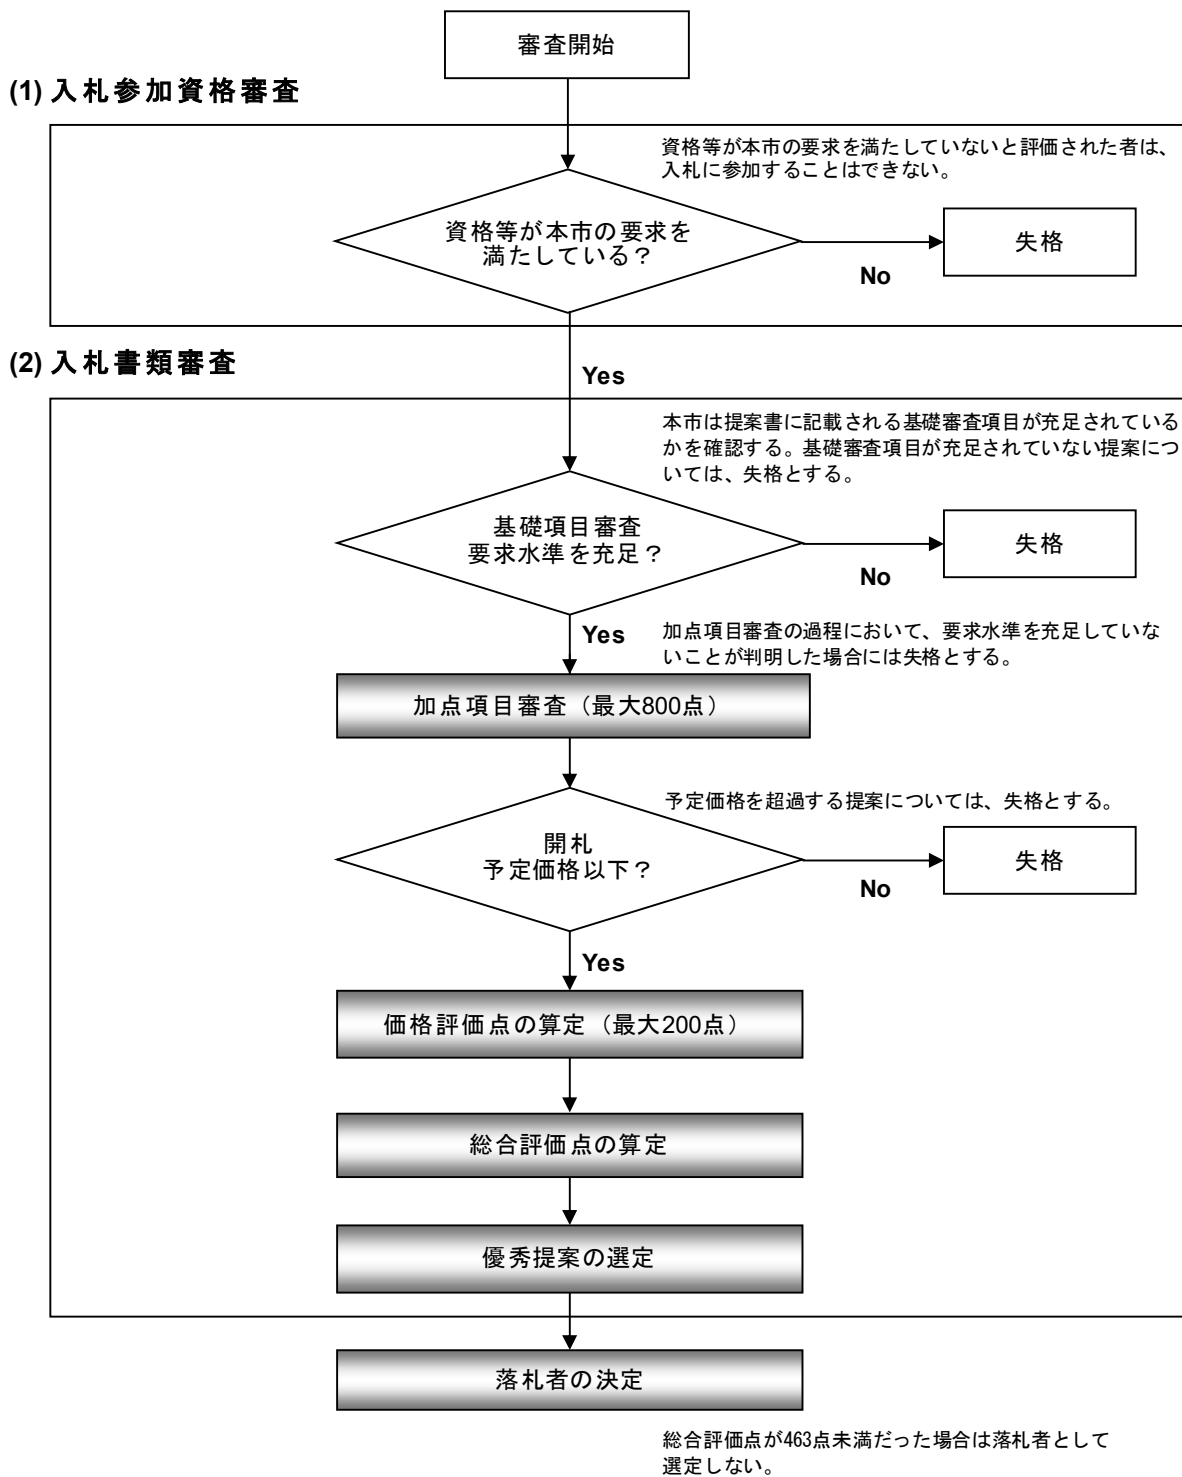 審査開始
(1) 入札参加資格審査
資格等が本市の要求を満たしていないと評価された者は、
入札に参加することはできない。
資格等が本市の要求を
満たしている？
失格
No
(2) 入札書類審査
Yes
本市は提案書に記載される基礎審査項目が充足されている
かを確認する。基礎審査項目が充足されていない提案につ
いては、失格とする。
基礎項目審査
要求水準を充足？
失格
No
Yes
加点項目審査の過程において、要求水準を充足していな
いことが判明した場合には失格とする。
加点項目審査（最大800点）
予定価格を超過する提案については、失格とする。
開札
予定価格以下？
失格
No
Yes
価格評価点の算定（最大200点）
総合評価点の算定
優秀提案の選定
落札者の決定
総合評価点が463点未満だった場合は落札者として
選定しない。